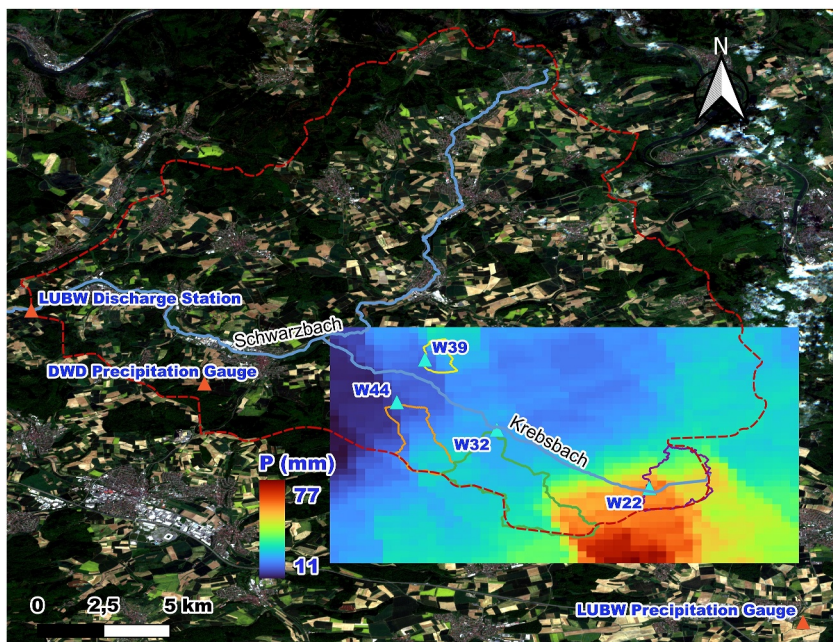 N
LUBW Discharge Station
Schwarzbach
W39
DWD Precipitation Gauge
W44
Krebsbach
W32
P (mm)
77
W22
11
0 2,5 5 km
LUBW Precipitation Gauge